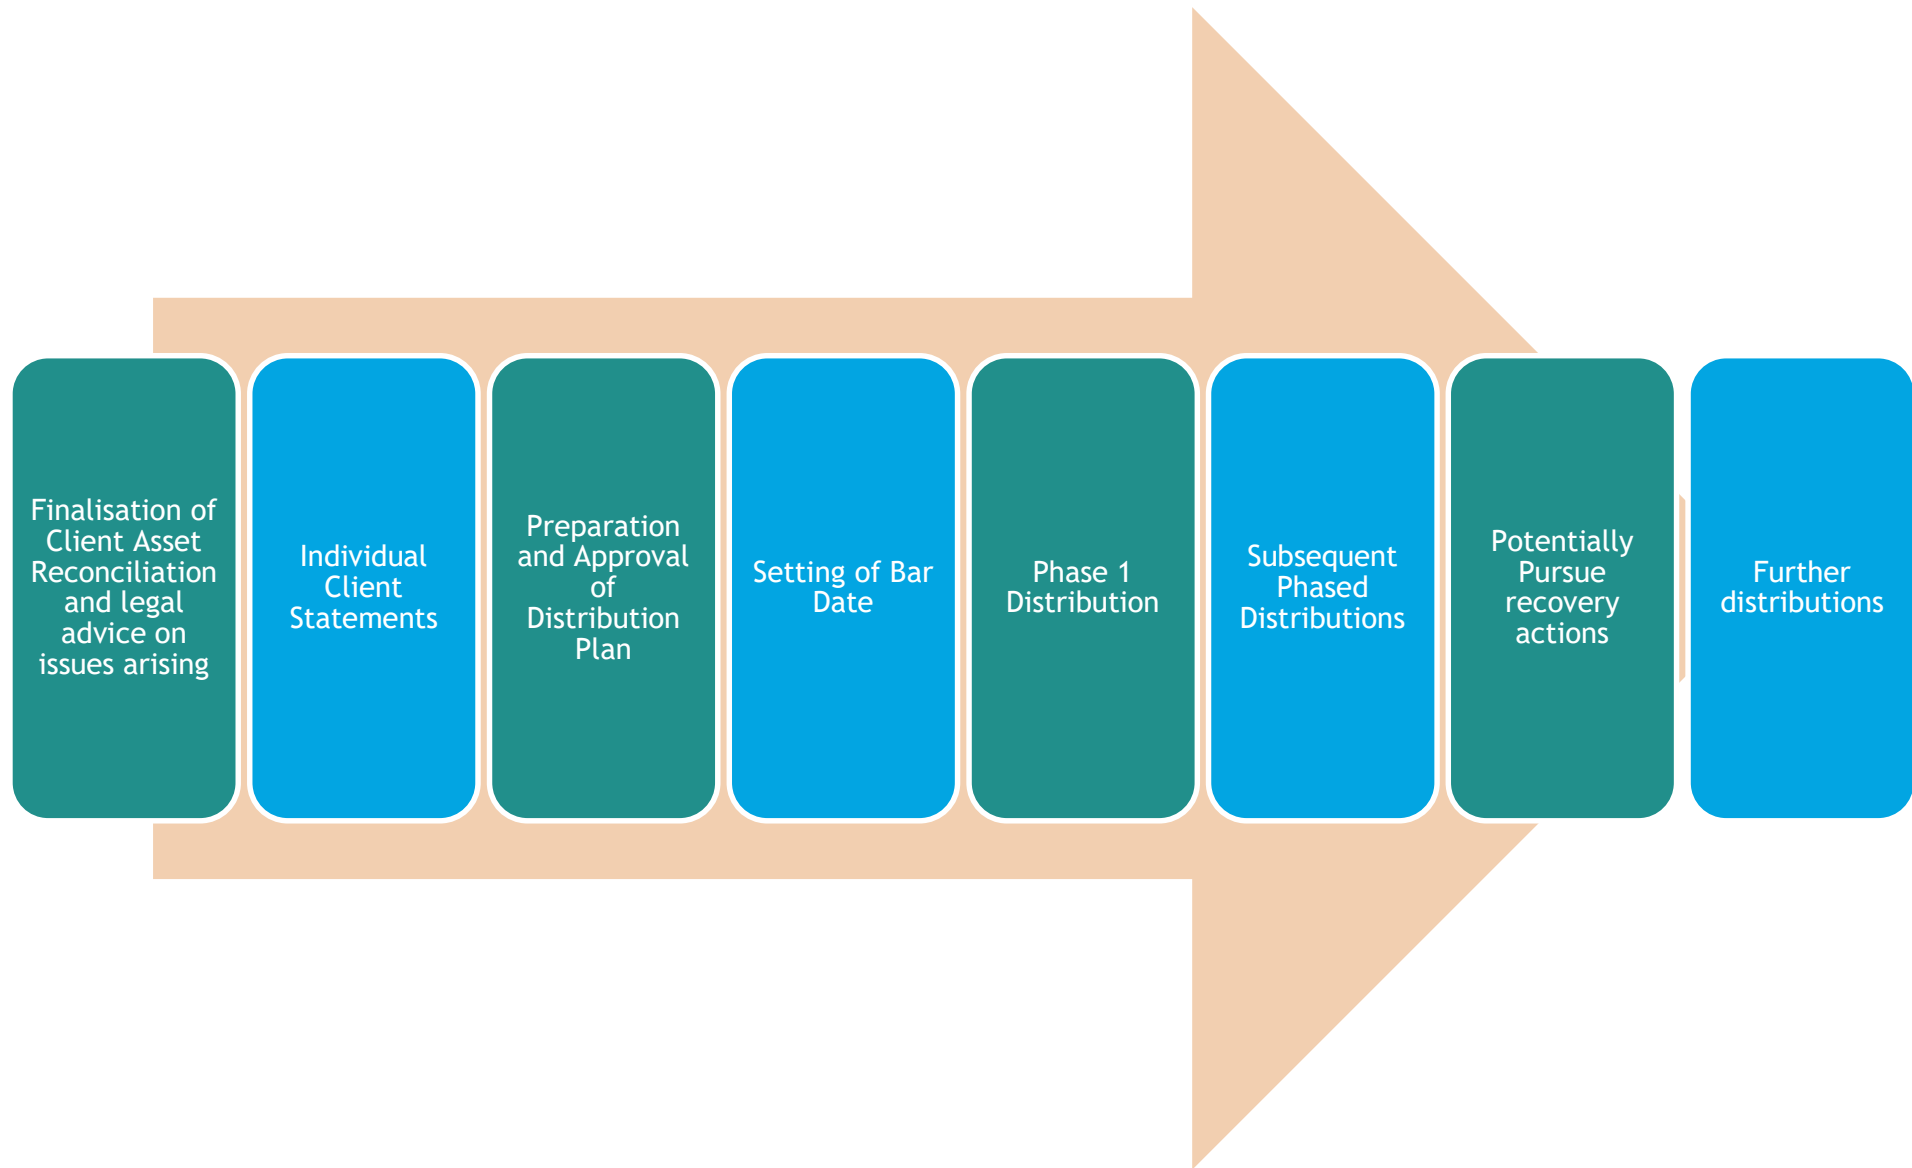 Finalisation of
Client Asset
Reconciliation
and legal
advice on
issues arising
Individual
Client
Statements
Preparation
and Approval
of
Distribution
Plan
Setting of Bar
Date
Phase 1
Distribution
Subsequent
Phased
Distributions
Potentially
Pursue
recovery
actions
Further
distributions